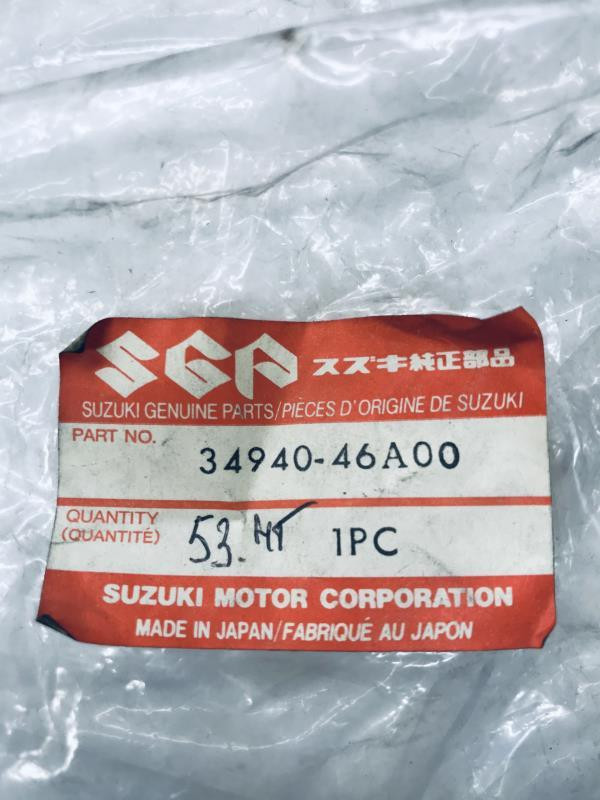 SGP スズキ純正部品
SUZUKI GENUINE PARTS/PIÈCES D'ORIGINE DE SUZUKI
PART NO.
34940-46A00
QUANTITY
(QUANTITÉ)
53.
1PC
SUZUKI MOTOR CORPORATION
MADE IN JAPAN/FABRIQUÉ AU JAPON